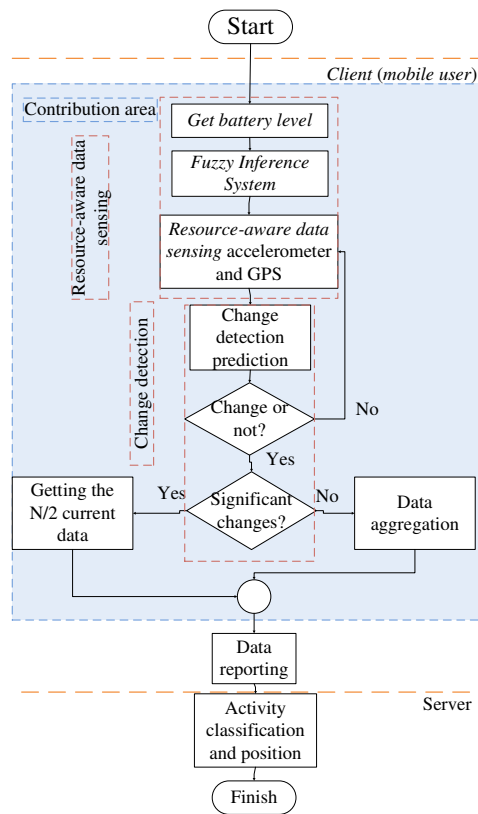 Start
Client (mobile user)
Contribution area
Get battery level
Fuzzy Inference
System
Resource-aware data
sensing
Resource-aware data
sensing accelerometer
and GPS
Change detection
Change
detection
prediction
Change or
not?
No
Yes
Getting the
N/2 current
data
Yes
Significant
changes?
No
Data
aggregation
Data
reporting
Server
Activity
classification
and position
Finish